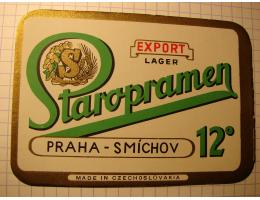 EXPORT
LAGER
S
Staropramen
12°
PRAHA - SMÍCHOV
MADE IN CZECHOSLOVAKIA